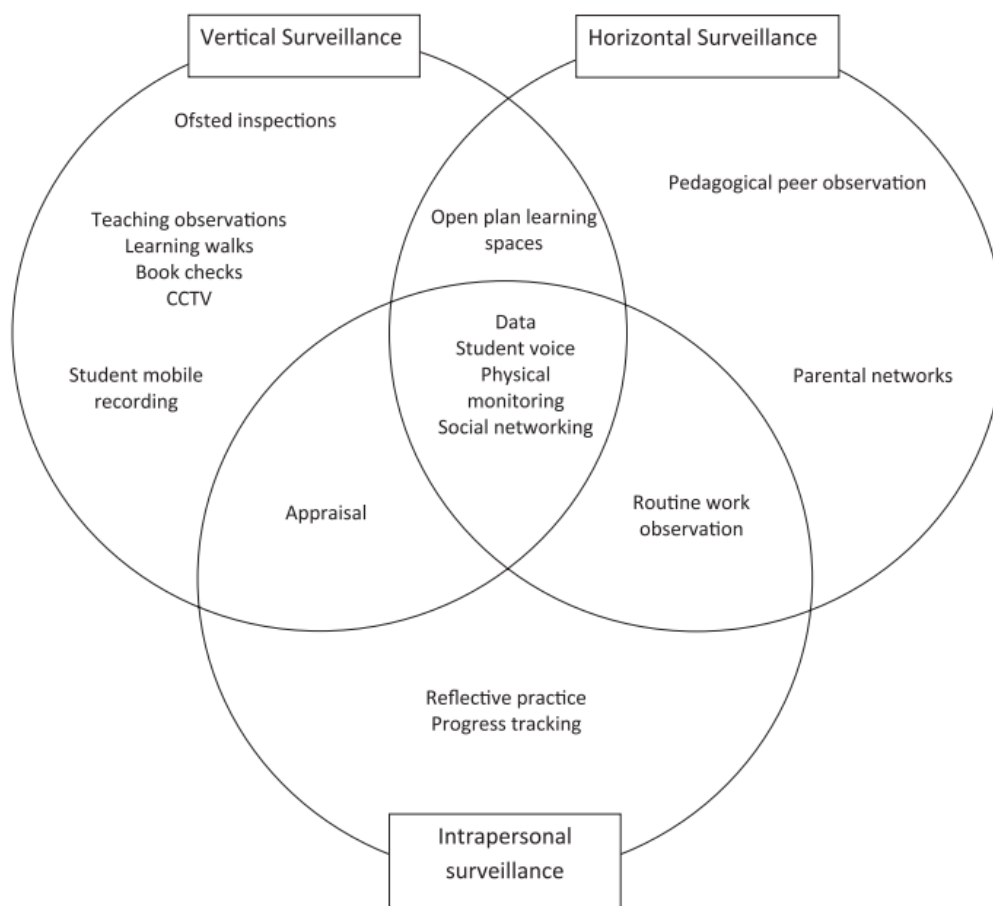 Vertical Surveillance
Horizontal Surveillance
Ofsted inspections
Teaching observations
Learning walks
Book checks
CCTV
Student mobile
recording
Open plan learning
spaces
Pedagogical peer observation
Parental networks
Data
Student voice
Physical
monitoring
Social networking
Appraisal
Routine work
observation
Reflective practice
Progress tracking
Intrapersonal
surveillance